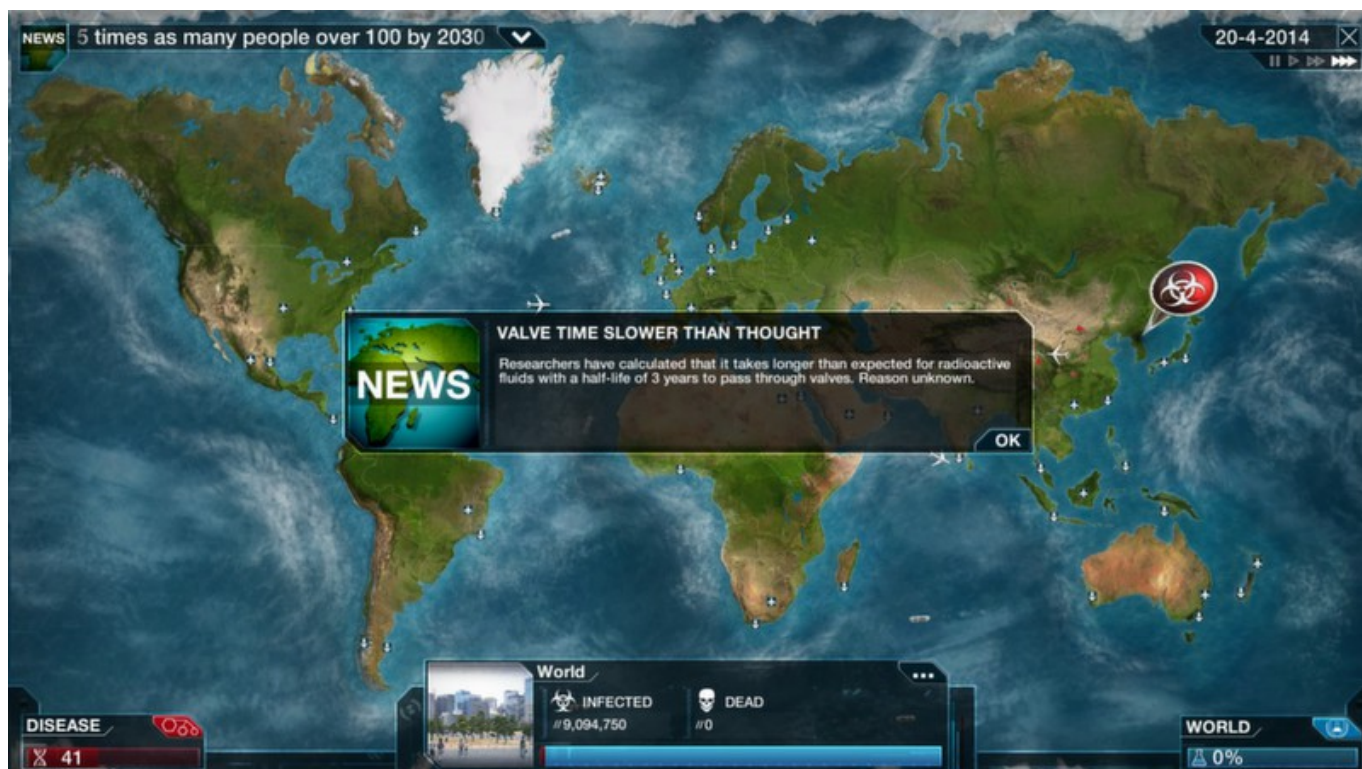 NEWS 5 times as many people over 100 by 2030
20-4-2014
VALVE TIME SLOWER THAN THOUGHT
NEWS
Researchers have calculated that it takes longer than expected for radioactive
fluids with a half-life of 3 years to pass through valves. Reason unknown.
OK
World
INFECTED
//9,094,750
DEAD
//0
DISEASE
41
WORLD
0%